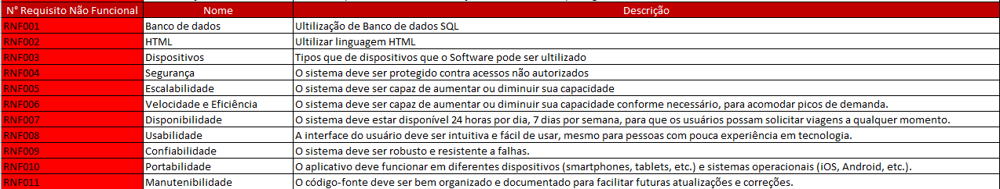 N° Requisito Não Funcional Nome Descrição
RNF001 Banco de dados Ultilização de Banco de dados SQL
RNF002 HTML Ultilizar linguagem HTML
RNF003 Dispositivos Tipos que de dispositivos que o Software pode ser ultilizado
RNF004 Segurança O sistema deve ser protegido contra acessos não autorizados
RNF005 Escalabilidade O sistema deve ser capaz de aumentar ou diminuir sua capacidade
RNF006 Velocidade e Eficiência O sistema deve ser capaz de aumentar ou diminuir sua capacidade conforme necessário, para acomodar picos de demanda.
RNF007 Disponibilidade O sistema deve estar disponível 24 horas por dia, 7 dias por semana, para que os usuários possam solicitar viagens a qualquer momento.
RNF008 Usabilidade A interface do usuário deve ser intuitiva e fácil de usar, mesmo para pessoas com pouca experiência em tecnologia.
RNF009 Confiabilidade O sistema deve ser robusto e resistente a falhas.
RNF010 Portabilidade O aplicativo deve funcionar em diferentes dispositivos (smartphones, tablets, etc.) e sistemas operacionais (iOS, Android, etc.).
RNF011 Manutenibilidade O código-fonte deve ser bem organizado e documentado para facilitar futuras atualizações e correções.